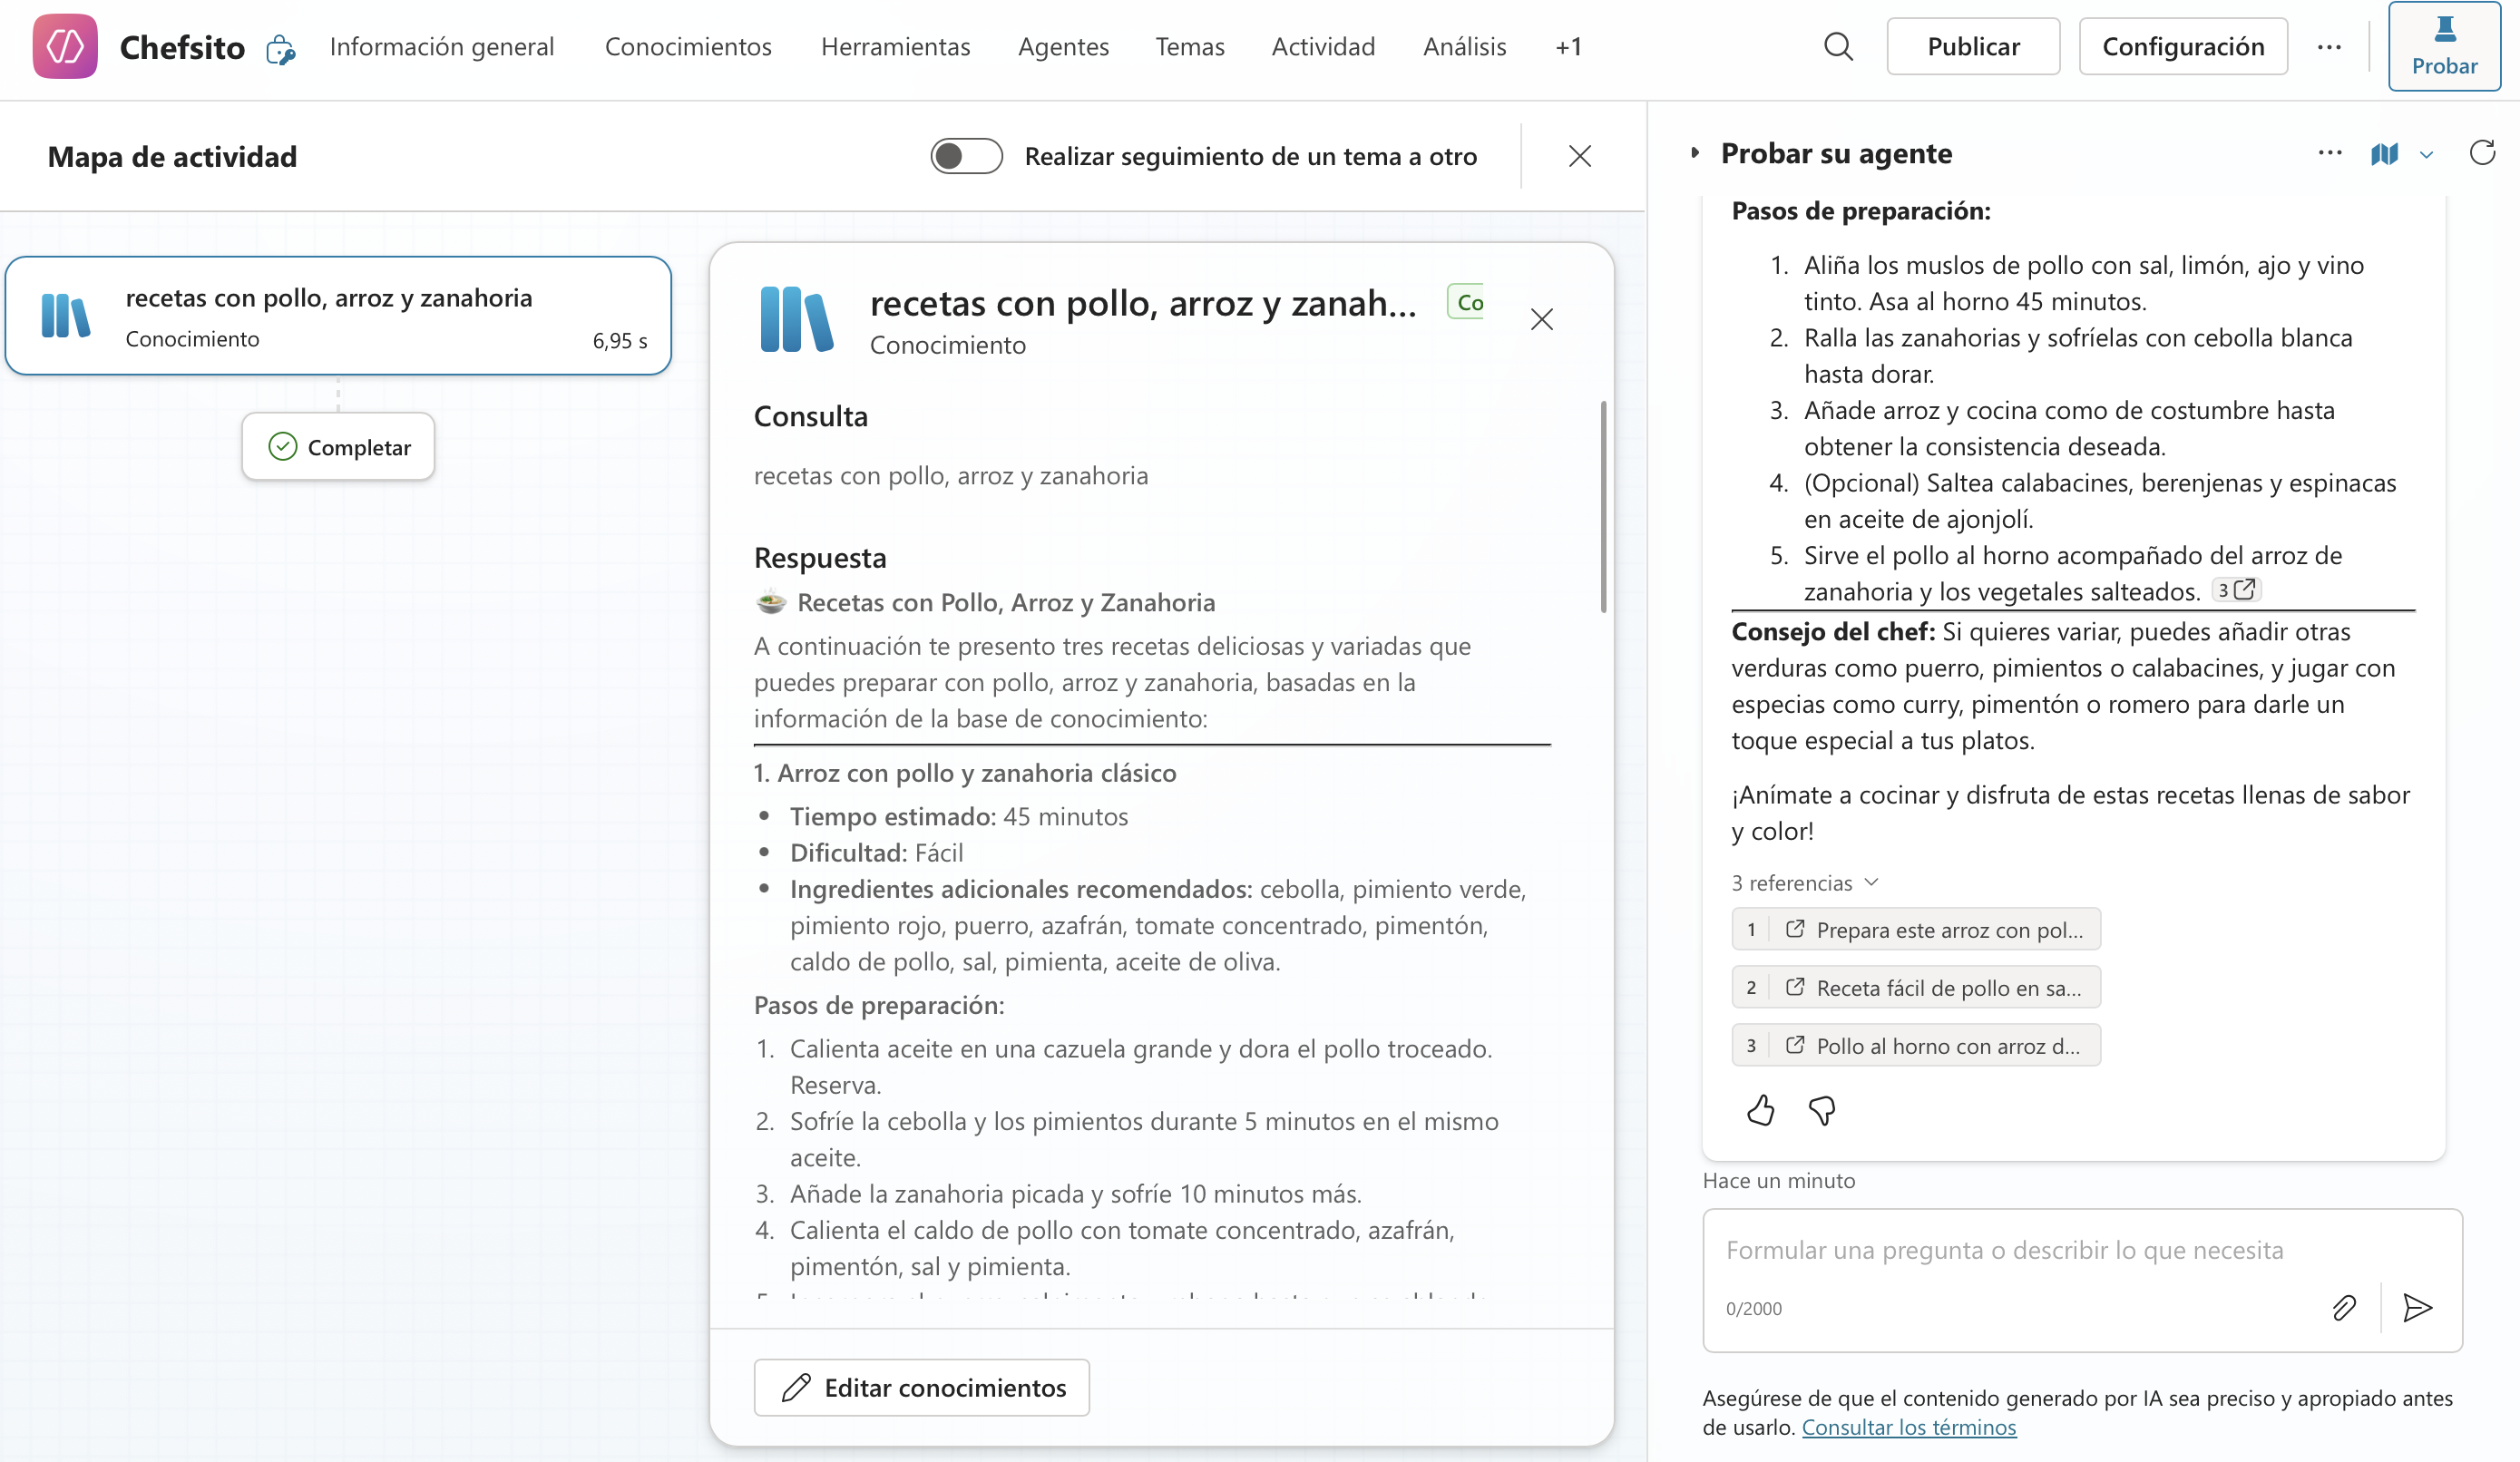 Chefsito
Información general
Conocimientos
Herramientas
Agentes
Temas
Actividad
Análisis
+1
Publicar
Configuración
Probar
Mapa de actividad
Realizar seguimiento de un tema a otro
recetas con pollo, arroz y zanahoria
Conocimiento
6,95 s
Completar
recetas con pollo, arroz y zanah...
Co
Conocimiento
Consulta
recetas con pollo, arroz y zanahoria
Respuesta
Recetas con Pollo, Arroz y Zanahoria
A continuación te presento tres recetas deliciosas y variadas que
puedes preparar con pollo, arroz y zanahoria, basadas en la
información de la base de conocimiento:
1. Arroz con pollo y zanahoria clásico
• Tiempo estimado: 45 minutos
• Dificultad: Fácil
• Ingredientes adicionales recomendados: cebolla, pimiento verde,
pimiento rojo, puerro, azafrán, tomate concentrado, pimentón,
caldo de pollo, sal, pimienta, aceite de oliva.
Pasos de preparación:
1. Calienta aceite en una cazuela grande y dora el pollo troceado.
Reserva.
2. Sofríe la cebolla y los pimientos durante 5 minutos en el mismo
aceite.
3. Añade la zanahoria picada y sofríe 10 minutos más.
4. Calienta el caldo de pollo con tomate concentrado, azafrán,
pimentón, sal y pimienta.
Editar conocimientos
Probar su agente
Pasos de preparación:
1. Aliña los muslos de pollo con sal, limón, ajo y vino
tinto. Asa al horno 45 minutos.
2. Ralla las zanahorias y sofríelas con cebolla blanca
hasta dorar.
3. Añade arroz y cocina como de costumbre hasta
obtener la consistencia deseada.
4. (Opcional) Saltea calabacines, berenjenas y espinacas
en aceite de ajonjolí.
5. Sirve el pollo al horno acompañado del arroz de
zanahoria y los vegetales salteados. 3
Consejo del chef: Si quieres variar, puedes añadir otras
verduras como puerro, pimientos o calabacines, y jugar con
especias como curry, pimentón o romero para darle un
toque especial a tus platos.
¡Anímate a cocinar y disfruta de estas recetas llenas de sabor
y color!
3 referencias
1 Prepara este arroz con pol...
2 Receta fácil de pollo en sa...
3 Pollo al horno con arroz d...
Hace un minuto
Formular una pregunta o describir lo que necesita
0/2000
Asegúrese de que el contenido generado por IA sea preciso y apropiado antes
de usarlo. Consultar los términos